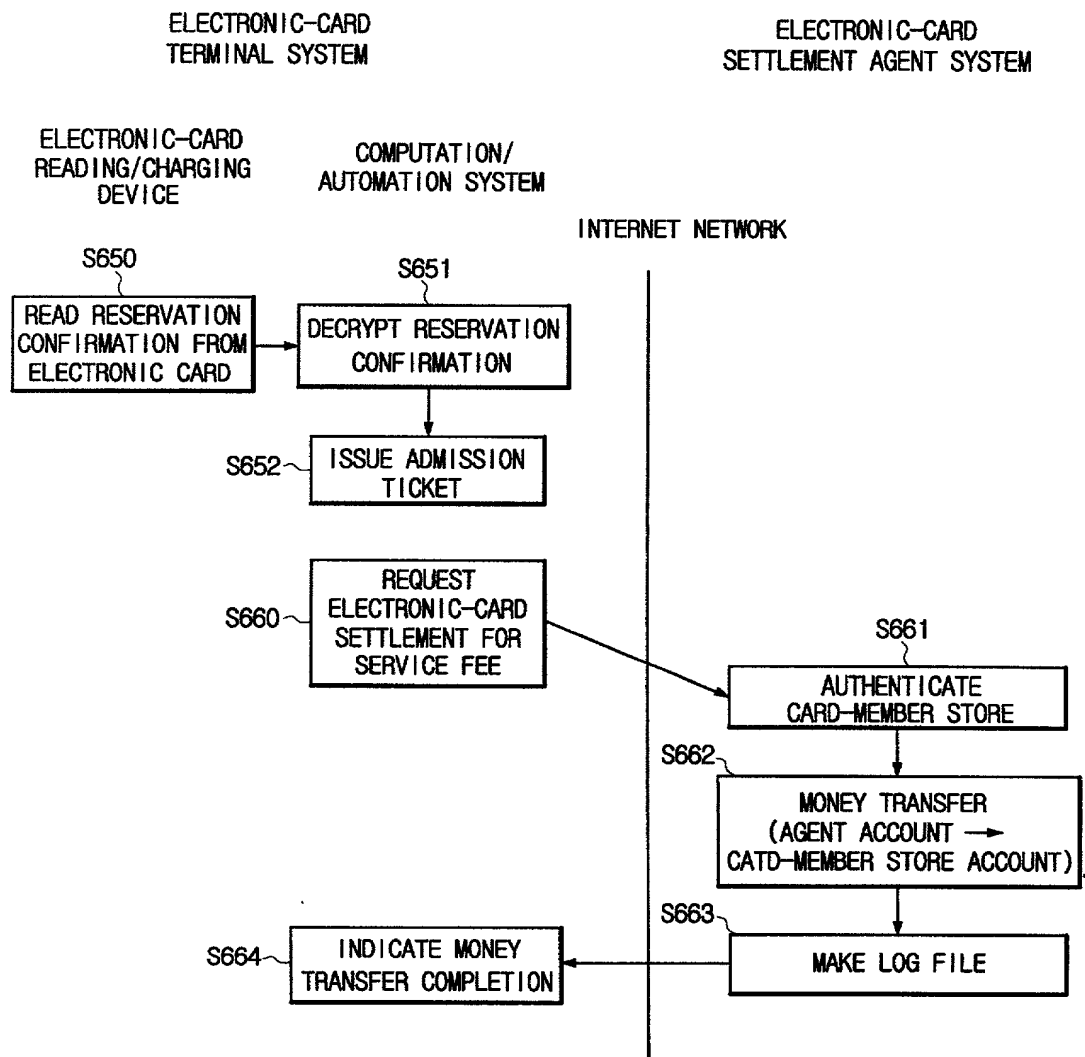 ELECTRONIC-CARD
TERMINAL SYSTEM
ELECTRONIC-CARD
SETTLEMENT AGENT SYSTEM
ELECTRONIC-CARD
READING/CHARGING
DEVICE
COMPUTATION/
AUTOMATION SYSTEM
INTERNET NETWORK
S650
READ RESERVATION
CONFIRMATION FROM
ELECTRONIC CARD
S651
DECRYPT RESERVATION
CONFIRMATION
S652
ISSUE ADMISSION
TICKET
S660
REQUEST
ELECTRONIC-CARD
SETTLEMENT FOR
SERVICE FEE
S661
AUTHENTICATE
CARD-MEMBER STORE
S662
MONEY TRANSFER
(AGENT ACCOUNT →
CATD-MEMBER STORE ACCOUNT)
S663
MAKE LOG FILE
S664
INDICATE MONEY
TRANSFER COMPLETION